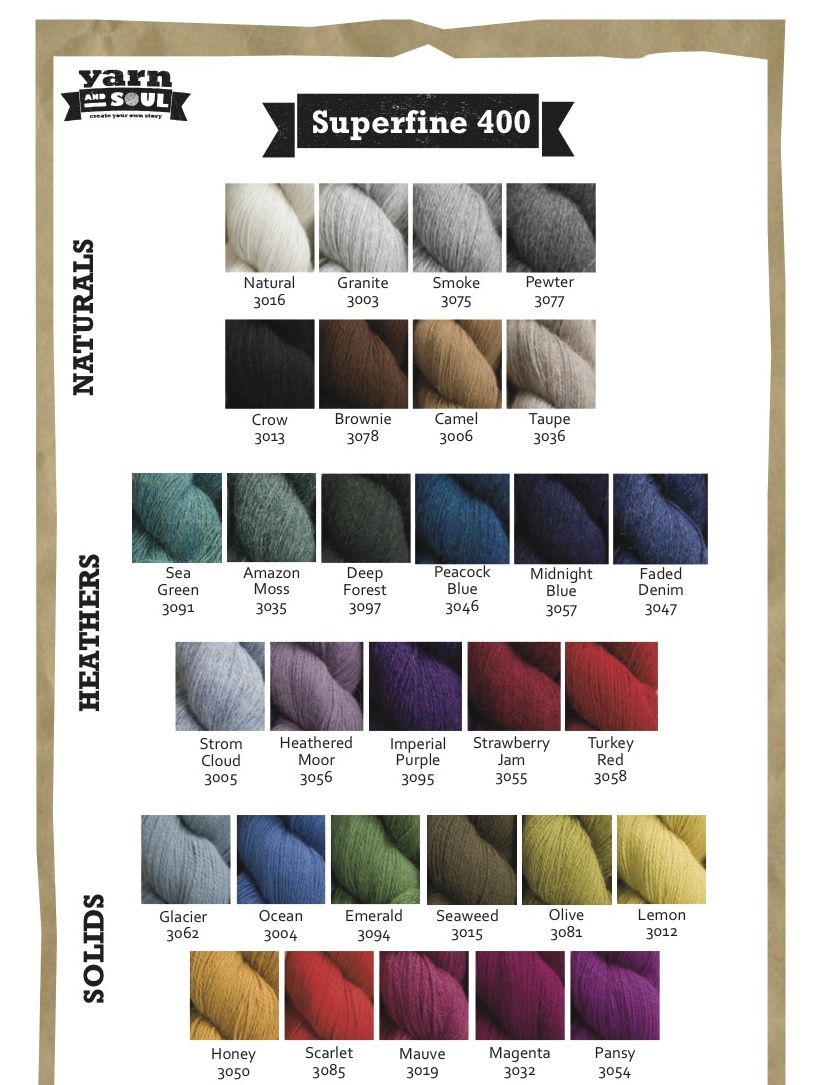 yarn
AND SOUL
create your own story
Superfine 400
NATURALS
Natural Granite Smoke Pewter
3016 3003 3075 3077
Crow Brownie Camel Taupe
3013 3078 3006 3036
HEATHERS
Sea Amazon Deep Peacock Midnight Faded
Green Moss Forest Blue Blue Denim
3091 3035 3097 3046 3057 3047
Strom Heathered Imperial Strawberry Turkey
Cloud Moor Purple Jam Red
3005 3056 3095 3055 3058
SOLIDS
Glacier Ocean Emerald Seaweed Olive Lemon
3062 3004 3094 3015 3081 3012
Honey Scarlet Mauve Magenta Pansy
3050 3085 3019 3032 3054